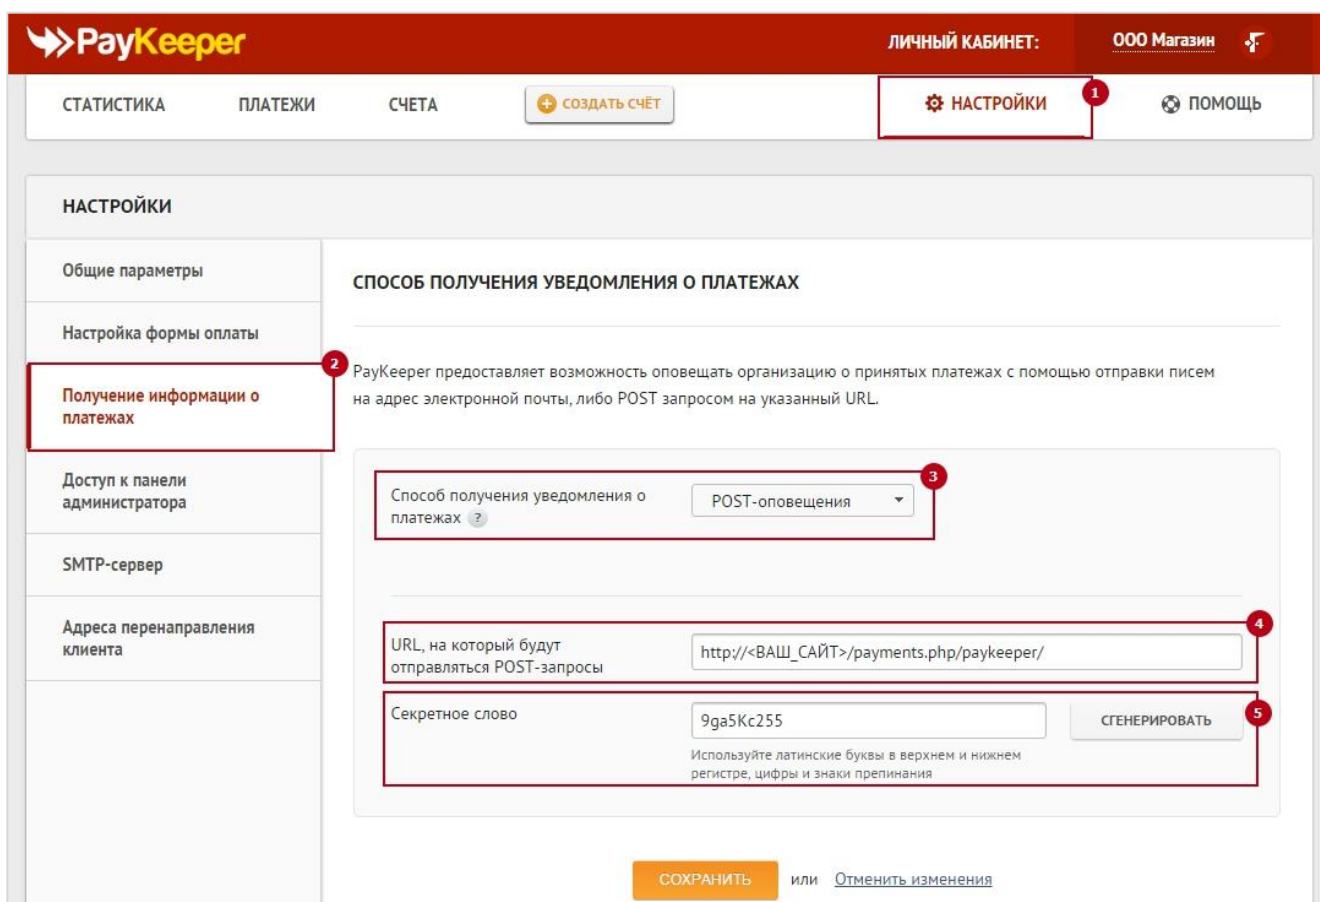 PayKeeper
ЛИЧНЫЙ КАБИНЕТ:
ООО Магазин
СТАТИСТИКА
ПЛАТЕЖИ
СЧЕТА
СОЗДАТЬ СЧЁТ
НАСТРОЙКИ
1
ПОМОЩЬ
НАСТРОЙКИ
Общие параметры
Настройка формы оплаты
2
Получение информации о
платежах
Доступ к панели
администратора
SMTP-сервер
Адреса перенаправления
клиента
СПОСОБ ПОЛУЧЕНИЯ УВЕДОМЛЕНИЯ О ПЛАТЕЖАХ
PayKeeper предоставляет возможность оповещать организацию о принятых платежах с помощью отправки писем
на адрес электронной почты, либо POST запросом на указанный URL.
3
Способ получения уведомления о
платежах ?
POST-оповещения
4
URL, на который будут
отправляться POST-запросы
http://<ВАШ_САЙТ>/payments.php/paykeeper/
Секретное слово
9ga5Kc255
СГЕНЕРИРОВАТЬ
5
Используйте латинские буквы в верхнем и нижнем
регистре, цифры и знаки препинания
СОХРАНИТЬ
или
Отменить изменения